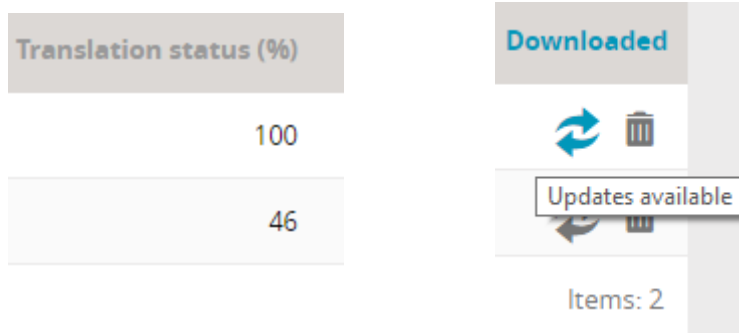 Translation status (%)
Downloaded
100
Updates available
46
Items: 2